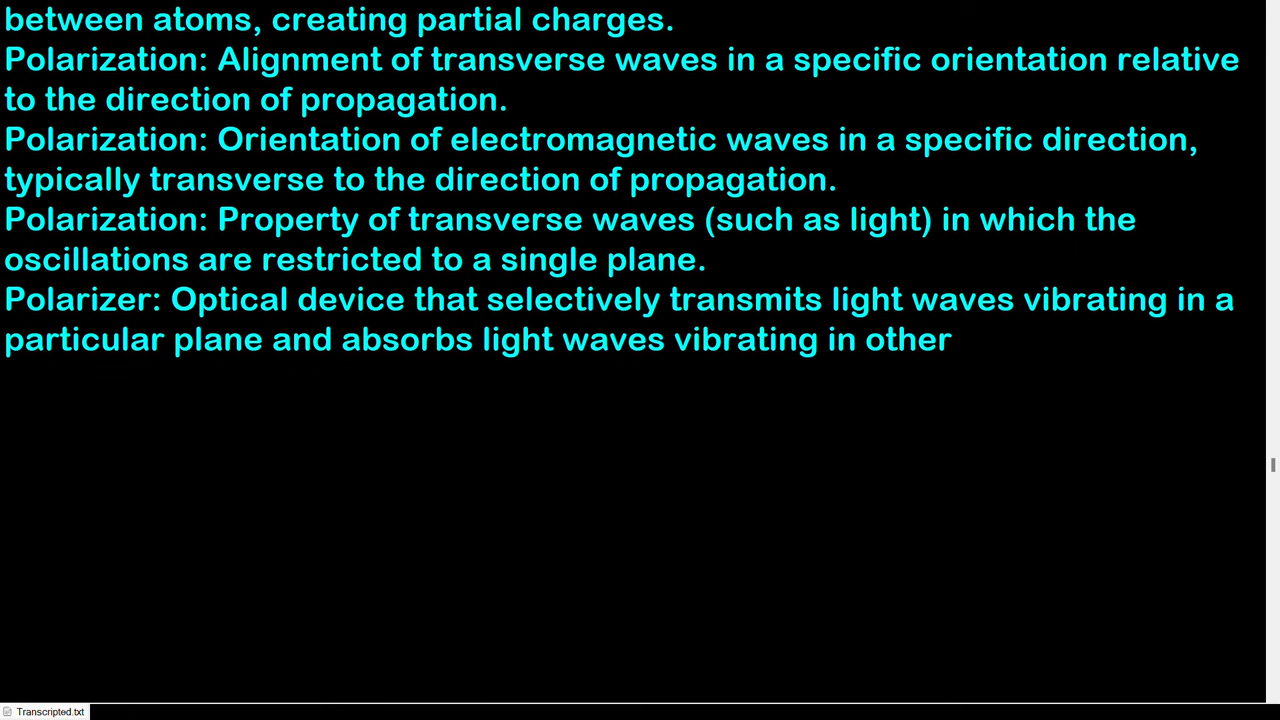 between atoms, creating partial charges.
Polarization: Alignment of transverse waves in a specific orientation relative
to the direction of propagation.
Polarization: Orientation of electromagnetic waves in a specific direction,
typically transverse to the direction of propagation.
Polarization: Property of transverse waves (such as light) in which the
oscillations are restricted to a single plane.
Polarizer: Optical device that selectively transmits light waves vibrating in a
particular plane and absorbs light waves vibrating in other
Transcripted.txt